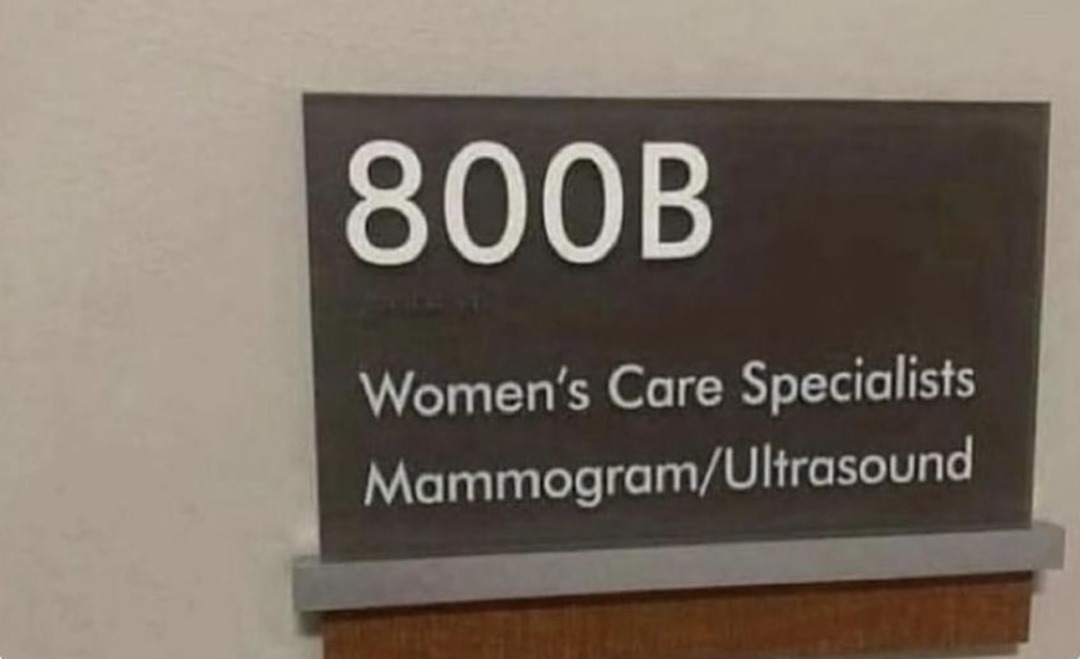 800B
Women's Care Specialists
Mammogram/Ultrasound